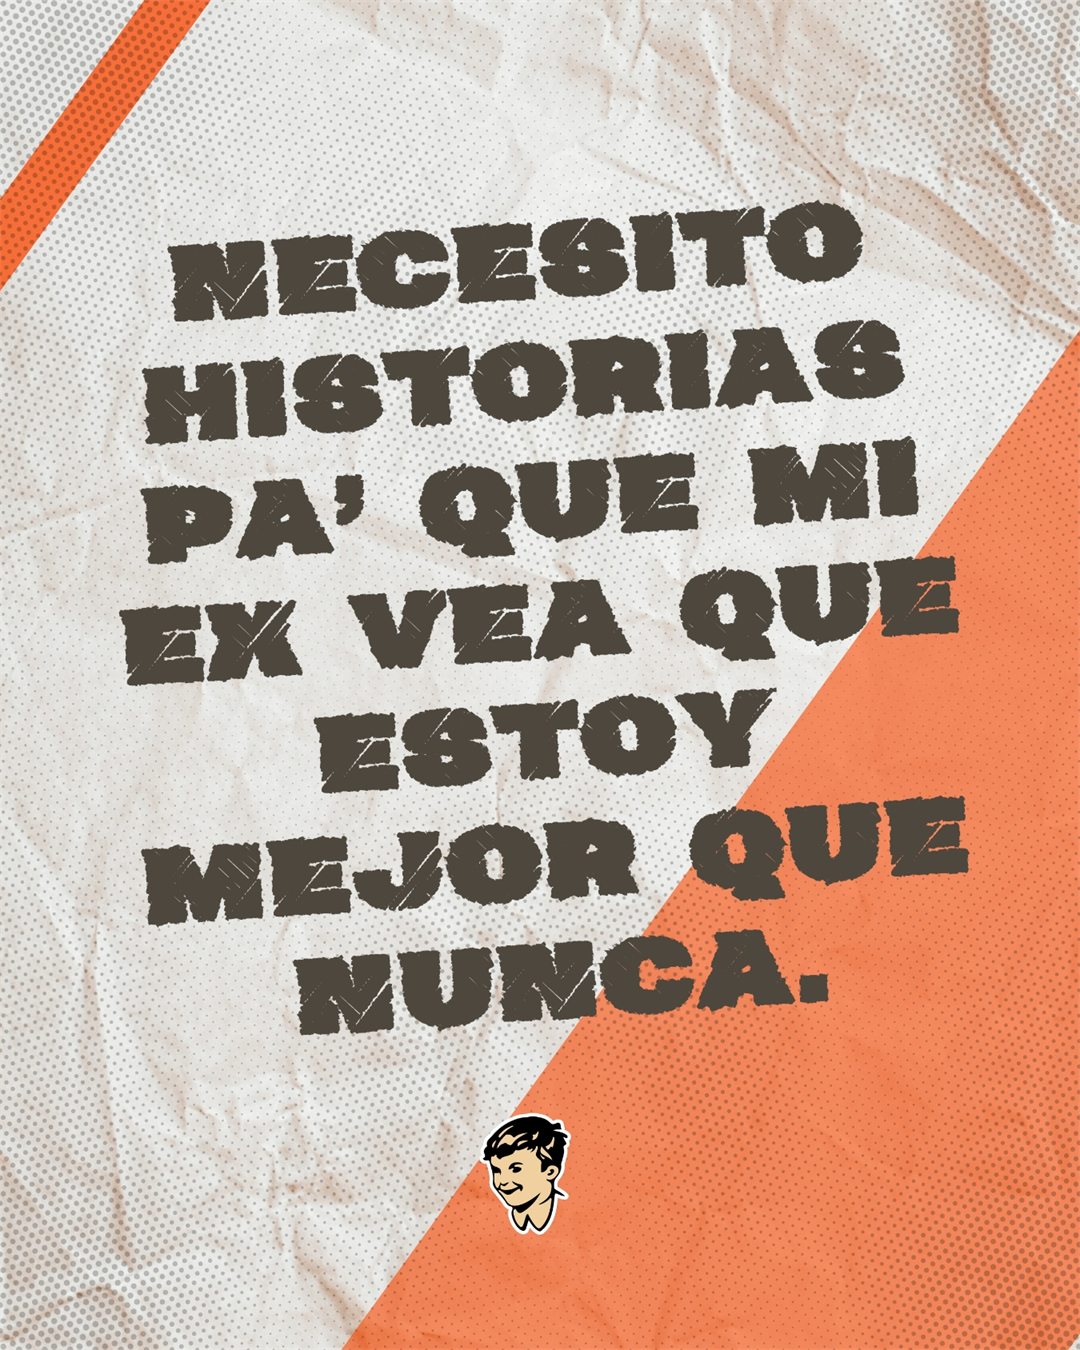 NECESITO
HISTORIAS
PA' QUE MI
EX VEA QUE
ESTOY
MEJOR QUE
NUNCA.